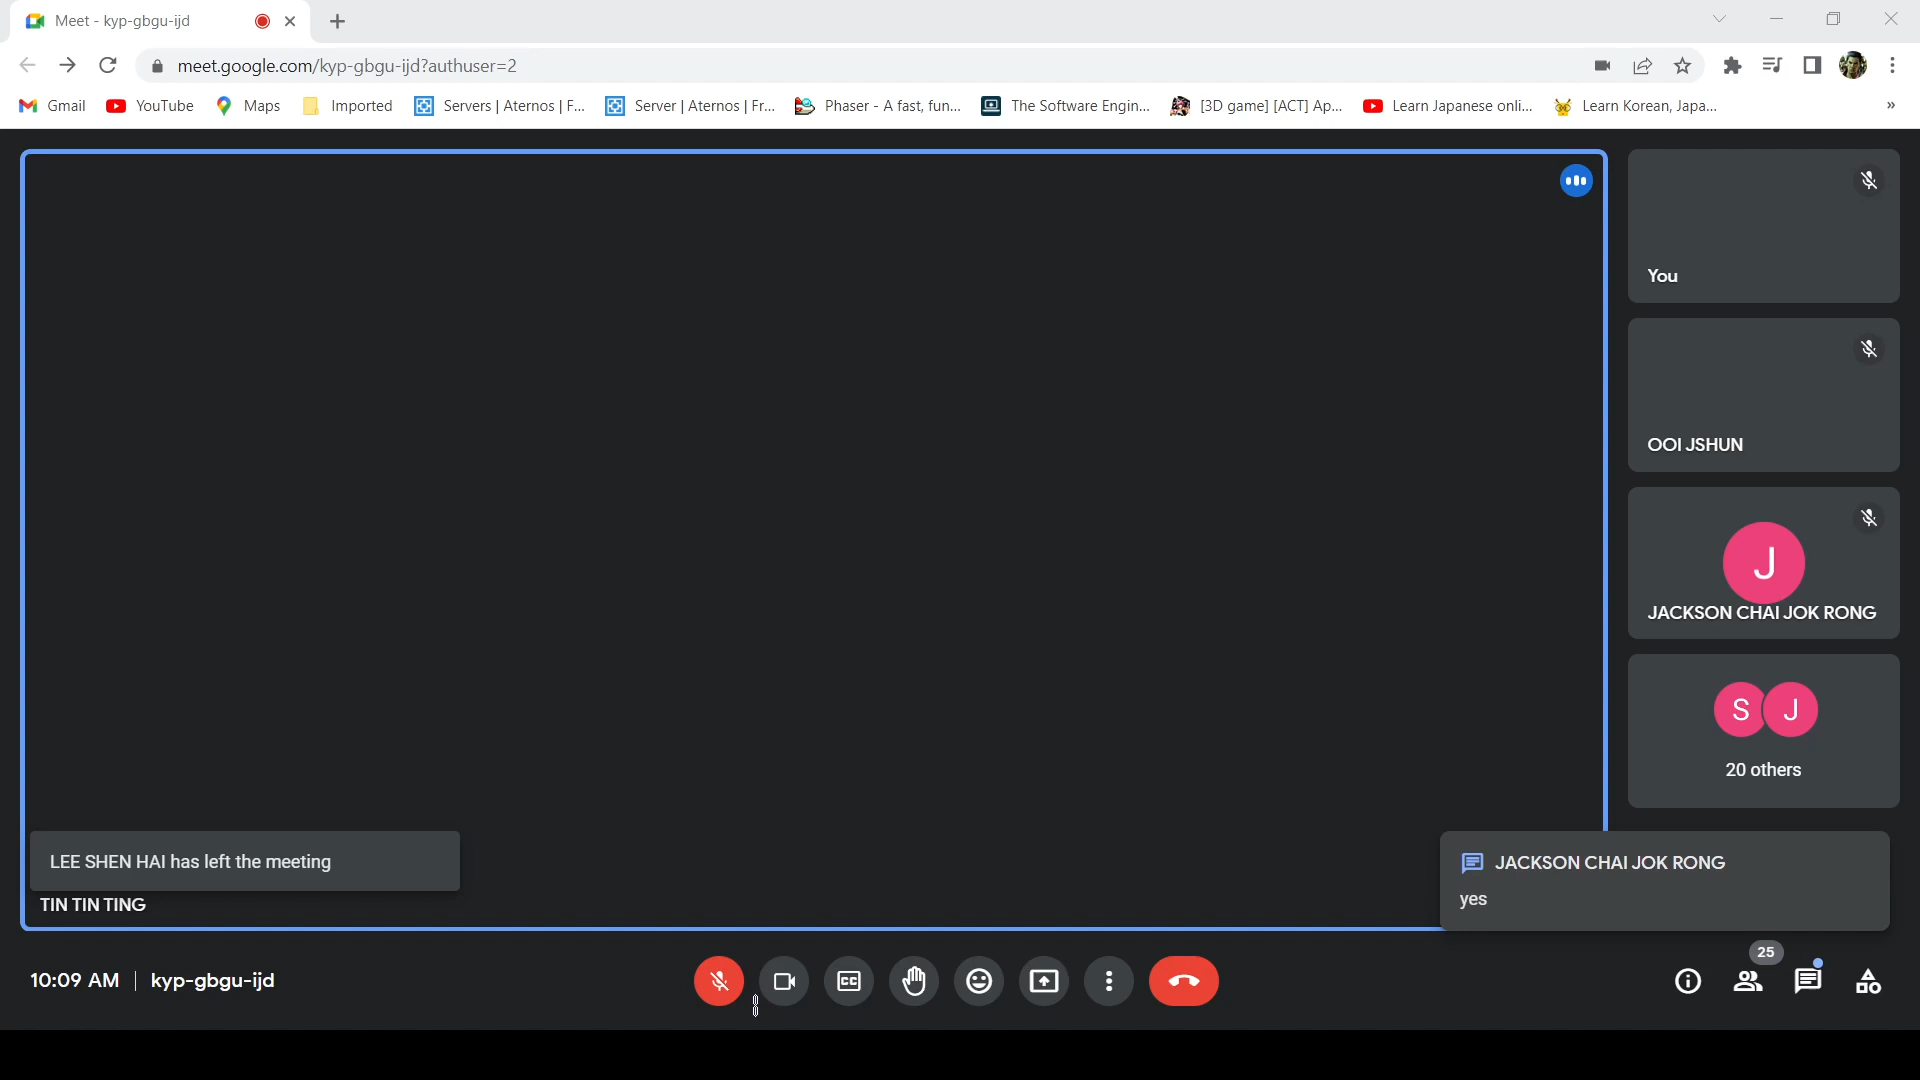 Meet - kyp-gbgu-ijd
meet.google.com/kyp-gbgu-ijd?authuser=2
Gmail YouTube Maps Imported Servers | Aternos | F... Server | Aternos | Fr... Phaser - A fast, fun... The Software Engin... [3D game] [ACT] Ap... Learn Japanese onli... Learn Korean, Japa... »
You
OOI JSHUN
J
JACKSON CHAI JOK RONG
S J
20 others
LEE SHEN HAI has left the meeting
JACKSON CHAI JOK RONG
yes
TIN TIN TING
10:09 AM | kyp-gbgu-ijd
CC
25